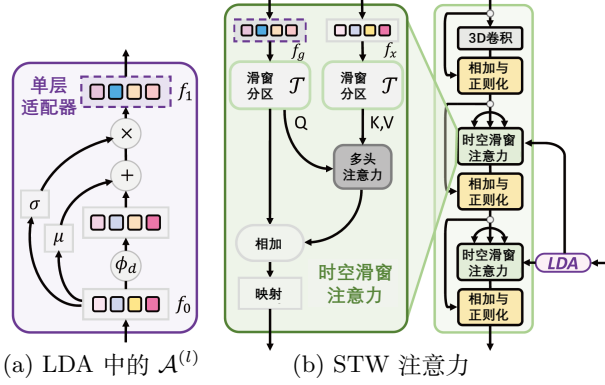 单层
适配器
f₁
×
σ
+
μ
ϕ_d
f₀
(a) LDA 中的 𝒜^(l)
f_g
f_x
滑窗
分区
𝒯
滑窗
分区
𝒯
Q
K,V
多头
注意力
相加
映射
时空滑窗
注意力
3D卷积
相加与
正则化
时空滑窗
注意力
相加与
正则化
时空滑窗
注意力
LDA
相加与
正则化
(b) STW 注意力